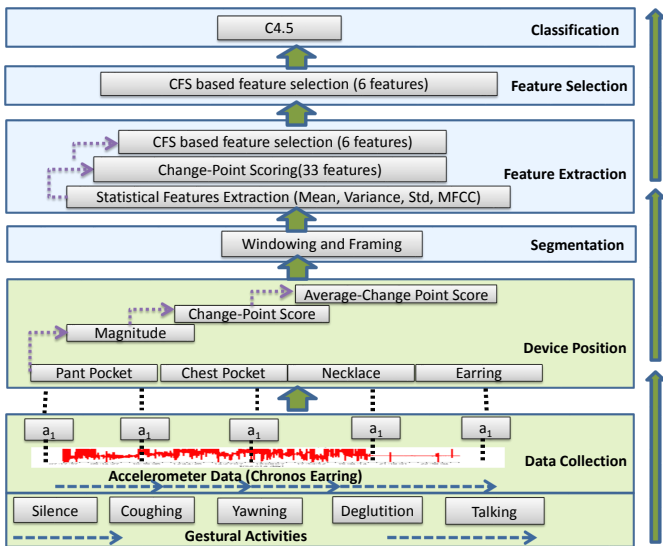 C4.5
Classification
CFS based feature selection (6 features)
Feature Selection
CFS based feature selection (6 features)
Change-Point Scoring(33 features)
Feature Extraction
Statistical Features Extraction (Mean, Variance, Std, MFCC)
Windowing and Framing
Segmentation
Average-Change Point Score
Change-Point Score
Magnitude
Device Position
Pant Pocket
Chest Pocket
Necklace
Earring
a1
a1
a1
a1
a1
Data Collection
Accelerometer Data (Chronos Earring)
Silence
Coughing
Yawning
Deglutition
Talking
Gestural Activities